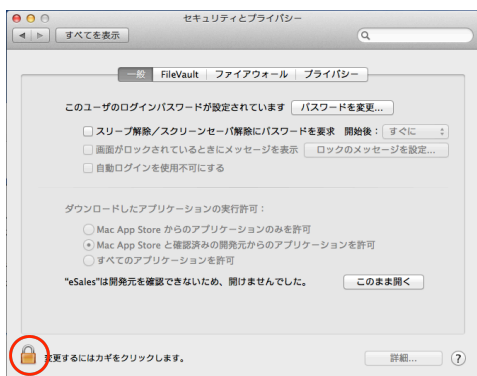 セキュリティとプライバシー
すべてを表示
一般 FileVault ファイアウォール プライバシー
このユーザのログインパスワードが設定されています パスワードを変更...
スリープ解除／スクリーンセーバ解除にパスワードを要求 開始後： すぐに
画面がロックされているときにメッセージを表示 ロックのメッセージを設定...
自動ログインを使用不可にする
ダウンロードしたアプリケーションの実行許可：
Mac App Store からのアプリケーションのみを許可
Mac App Store と確認済みの開発元からのアプリケーションを許可
すべてのアプリケーションを許可
"eSales"は開発元を確認できないため、開けませんでした。 このまま開く
変更するにはカギをクリックします。 詳細... ?